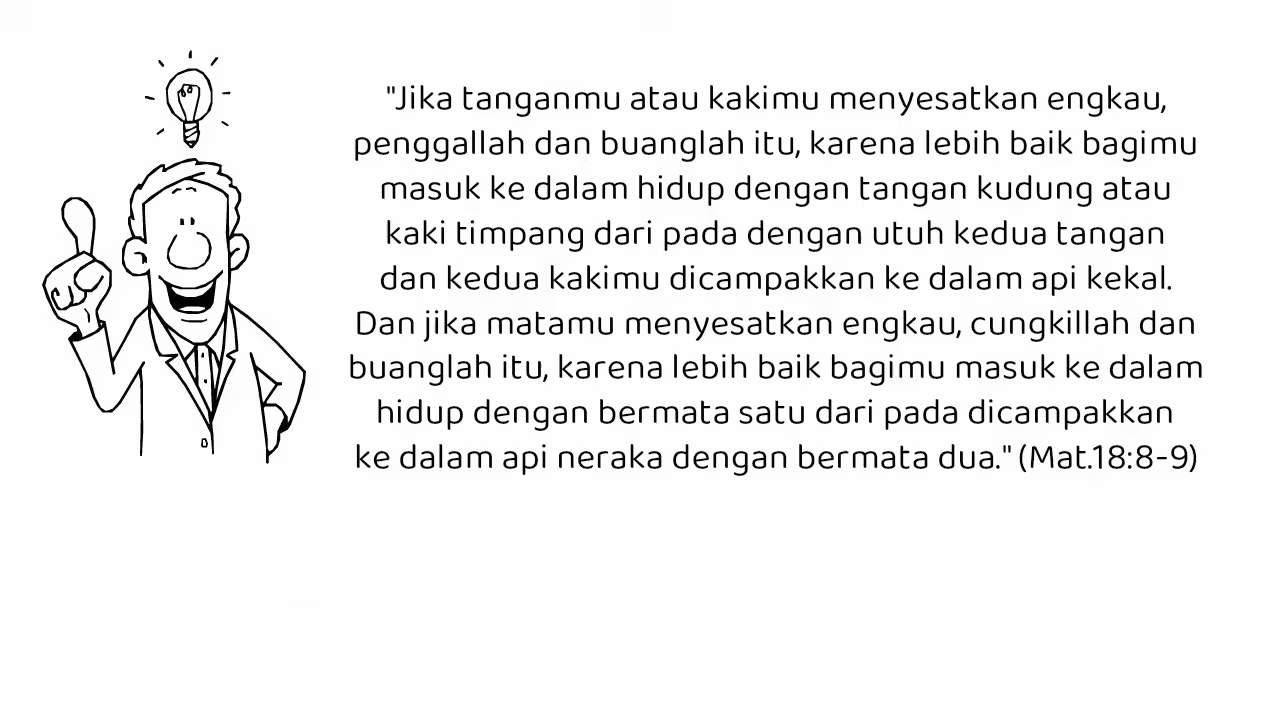 "Jika tanganmu atau kakimu menyesatkan engkau,
penggallah dan buanglah itu, karena lebih baik bagimu
masuk ke dalam hidup dengan tangan kudung atau
kaki timpang dari pada dengan utuh kedua tangan
dan kedua kakimu dicampakkan ke dalam api kekal.
Dan jika matamu menyesatkan engkau, cungkillah dan
buanglah itu, karena lebih baik bagimu masuk ke dalam
hidup dengan bermata satu dari pada dicampakkan
ke dalam api neraka dengan bermata dua." (Mat.18:8-9)